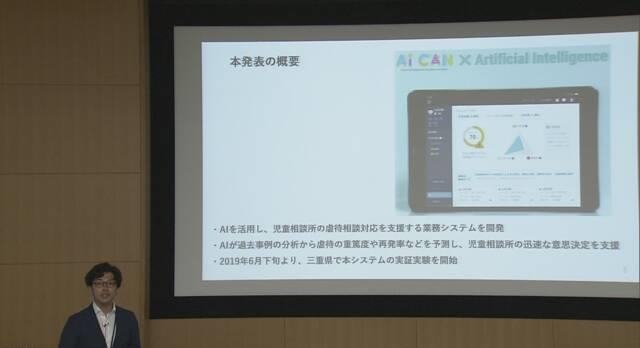 本発表の概要
AiCAN × Artificial Intelligence
・AIを活用し、児童相談所の虐待相談対応を支援する業務システムを開発
・AIが過去事例の分析から虐待の重篤度や再発率などを予測し、児童相談所の迅速な意思決定を支援
・2019年6月下旬より、三重県で本システムの実証実験を開始